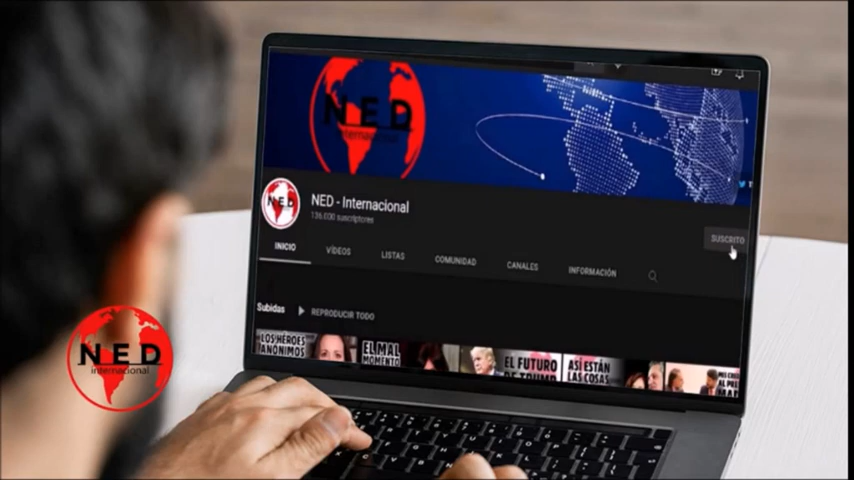 NED
internacional
NED - Internacional
136.000 suscriptores
SUSCRITO
INICIO
VÍDEOS
LISTAS
COMUNIDAD
CANALES
INFORMACIÓN
Subidas
REPRODUCIR TODO
LOS HÉROES
ANÓNIMOS
EL MAL
MOMENTO
EL FUTURO
DE TRUMP
ASÍ ESTÁN
LAS COSAS
NED
NED
internacional